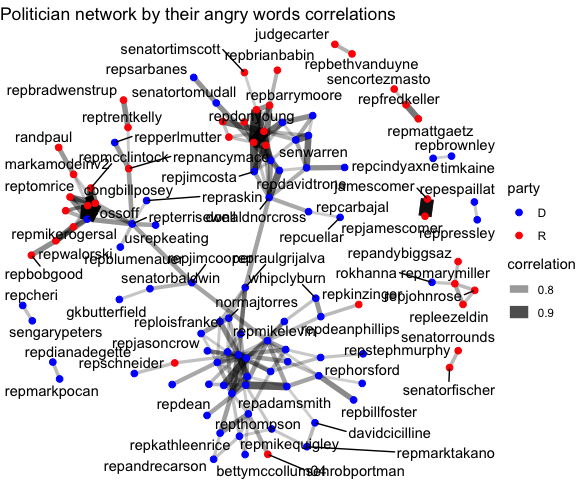 Politician network by their angry words correlations
judgecarter
senatortimscott
repbrianbabin
repbethvanduyne
repsarbanes
sencortezmasto
repbradwenstrup
senatortomudall
repbarrymoore
repfredkeller
reptrentkelly
repdonyoung
repmattgaetz
randpaul
repperlmutter
senwarren
repbrownley
repmcclintock
repnancymace
repcindyaxne
timkaine
markamodeinv2
repjimcosta
repdavidtrone
jamescomer
repespaillat
party
reptomrice
congbillposey
repraskin
D
ossoff
repterrisewell
donaldnorcross
repcarbajal
repjamescomer
reppressley
R
repmikerogersal
usrepkeating
repcuellar
repwalorski
repblumenauer
repjimcooper
repraulgrijalva
repandybiggsaz
correlation
repbobgood
senatorbaldwin
whipclyburn
rokhanna
repmarymiller
0.8
repcheri
gkbutterfield
normajtorres
repkinzinger
repjohnrose
0.9
sengarypeters
reploisfrankel
repmikelevin
repdeanphillips
repleezeldin
repdianadegette
repjasoncrow
repstephmurphy
senatorrounds
repschneider
rephorsford
repmarkpocan
senatorfischer
repdean
repadamsmith
repbillfoster
repthompson
davidcicilline
repkathleenrice
repmikequigley
repmarktakano
repandrecarson
bettymccollum04
senrobportman